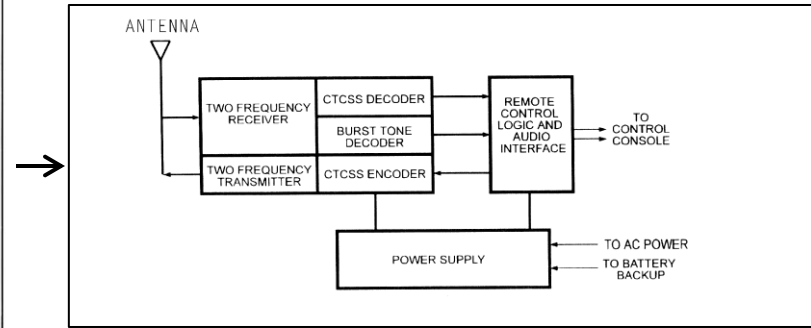 ANTENNA
TWO FREQUENCY
RECEIVER
CTCSS DECODER
BURST TONE
DECODER
TWO FREQUENCY
TRANSMITTER
CTCSS ENCODER
REMOTE
CONTROL
LOGIC AND
AUDIO
INTERFACE
TO
CONTROL
CONSOLE
POWER SUPPLY
TO AC POWER
TO BATTERY
BACKUP